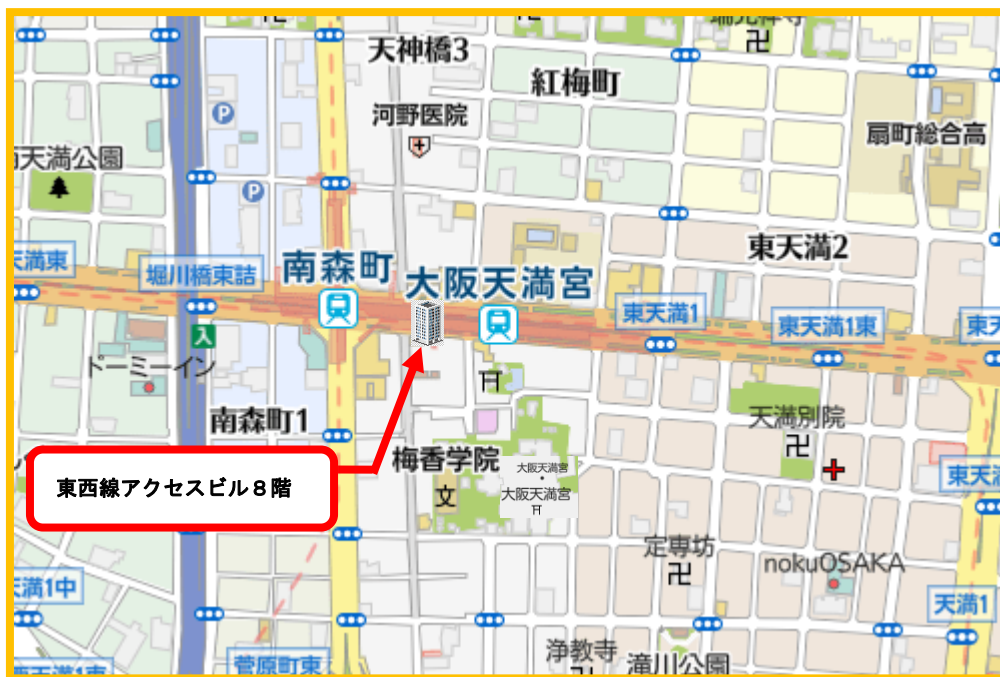 天神橋3
紅梅町
河野医院
扇町総合高
天満公園
東天満2
天満東
堀川橋東詰
南森町
大阪天満宮
東天満1
東天満1東
入
ドーミーイン
南森町1
天満別院
梅香学院
大阪天満宮
大阪天満宮
文
東西線アクセスビル８階
定専坊
nokuOSAKA
天満1中
天満1
浄教寺
滝川公園
菅原町東
P
P